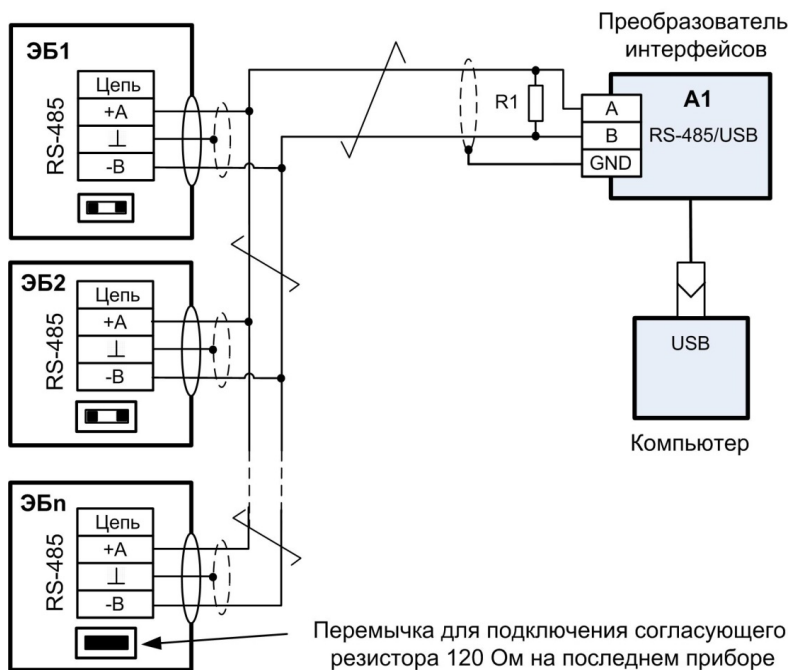 Преобразователь
интерфейсов
ЭБ1
RS-485
Цепь
+А
⊥
-В
R1
A
B
GND
А1
RS-485/USB
ЭБ2
RS-485
Цепь
+А
⊥
-В
USB
Компьютер
ЭБn
RS-485
Цепь
+А
⊥
-В
Перемычка для подключения согласующего
резистора 120 Ом на последнем приборе